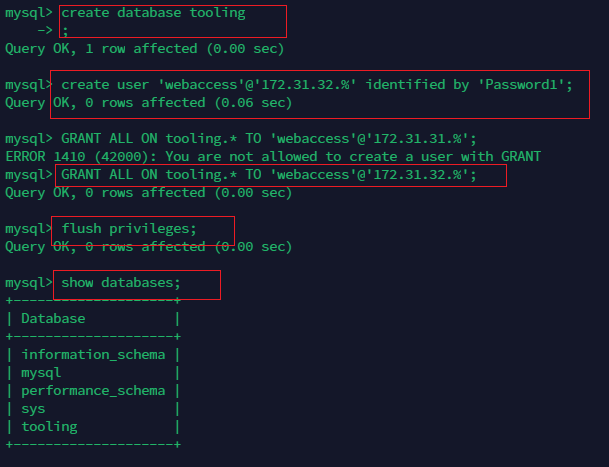 mysql> create database tooling
    -> ;
Query OK, 1 row affected (0.00 sec)
mysql> create user 'webaccess'@'172.31.32.%' identified by 'Password1';
Query OK, 0 rows affected (0.06 sec)
mysql> GRANT ALL ON tooling.* TO 'webaccess'@'172.31.31.%';
ERROR 1410 (42000): You are not allowed to create a user with GRANT
mysql> GRANT ALL ON tooling.* TO 'webaccess'@'172.31.32.%';
Query OK, 0 rows affected (0.00 sec)
mysql> flush privileges;
Query OK, 0 rows affected (0.00 sec)
mysql> show databases;
+--------------------+
| Database           |
+--------------------+
| information_schema |
| mysql              |
| performance_schema |
| sys                |
| tooling            |
+--------------------+